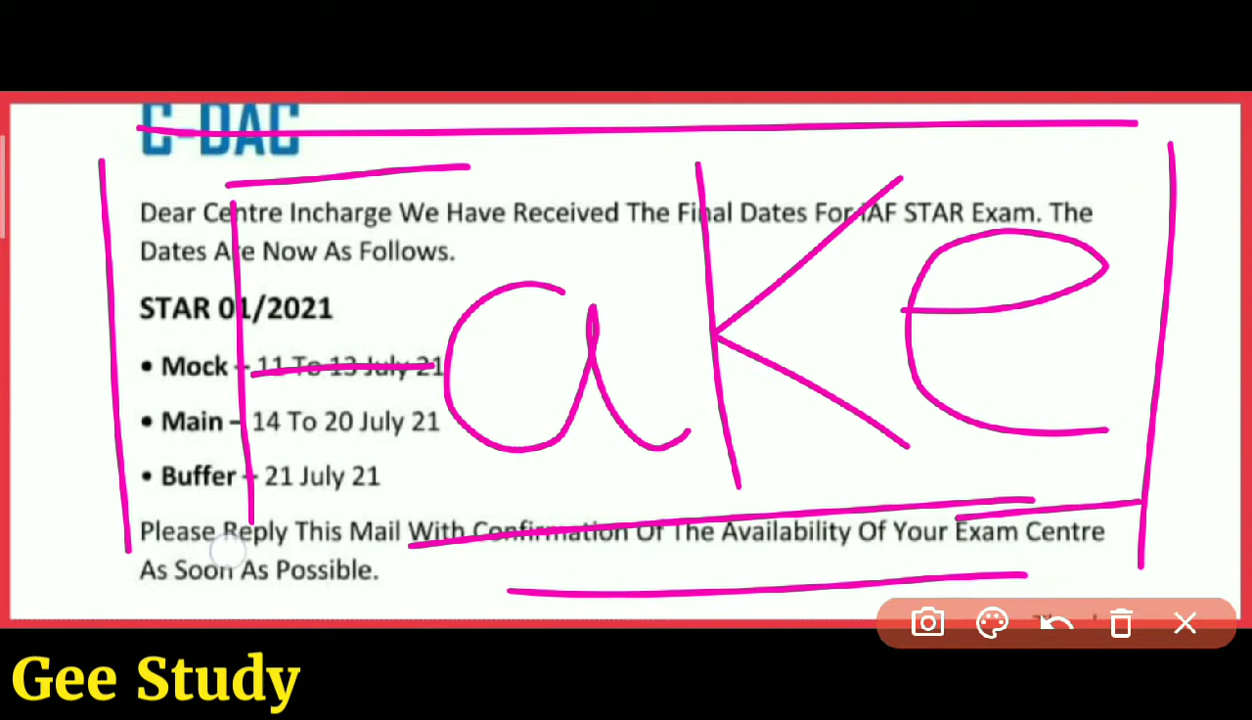 C-DAC
Dear Centre Incharge We Have Received The Final Dates For IAF STAR Exam. The
Dates Are Now As Follows.
STAR 01/2021
• Mock – 11 To 13 July 21
• Main – 14 To 20 July 21
• Buffer – 21 July 21
Please Reply This Mail With Confirmation Of The Availability Of Your Exam Centre
As Soon As Possible.
Fake
Gee Study